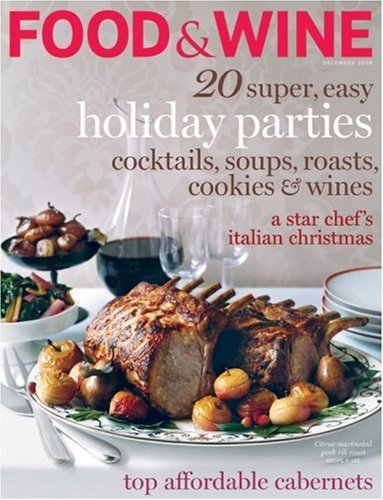 FOOD & WINE
DECEMBER 2008
20 super, easy
holiday parties
cocktails, soups, roasts,
cookies & wines
a star chef's
italian christmas
Citrus-marinated
pork rib roast
top affordable cabernets